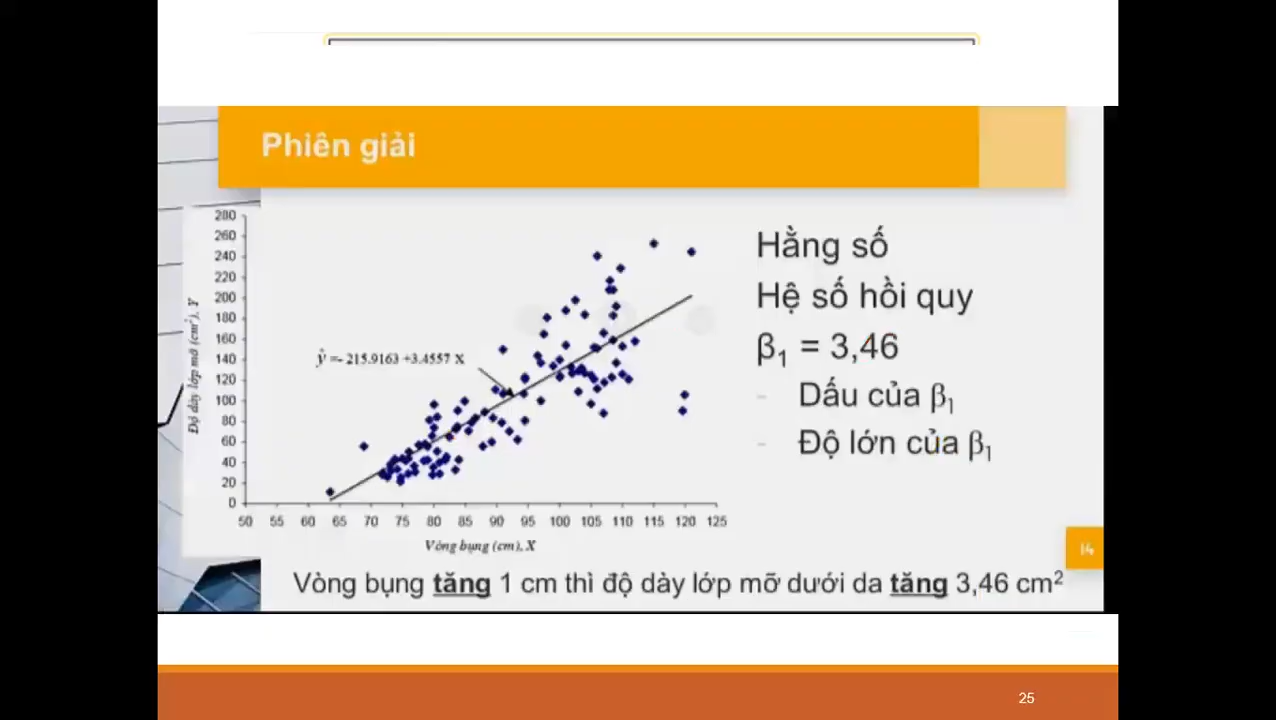 Phiên giải
280
260
240
220
200
180
160
140
120
100
80
60
40
20
0
Độ dày lớp mỡ (cm²), Y
ŷ =- 215.9163 +3.4557 X
50 55 60 65 70 75 80 85 90 95 100 105 110 115 120 125
Vòng bụng (cm), X
Hằng số
Hệ số hồi quy
β₁ = 3,46
- Dấu của β₁
- Độ lớn của β₁
14
Vòng bụng tăng 1 cm thì độ dày lớp mỡ dưới da tăng 3,46 cm²
25